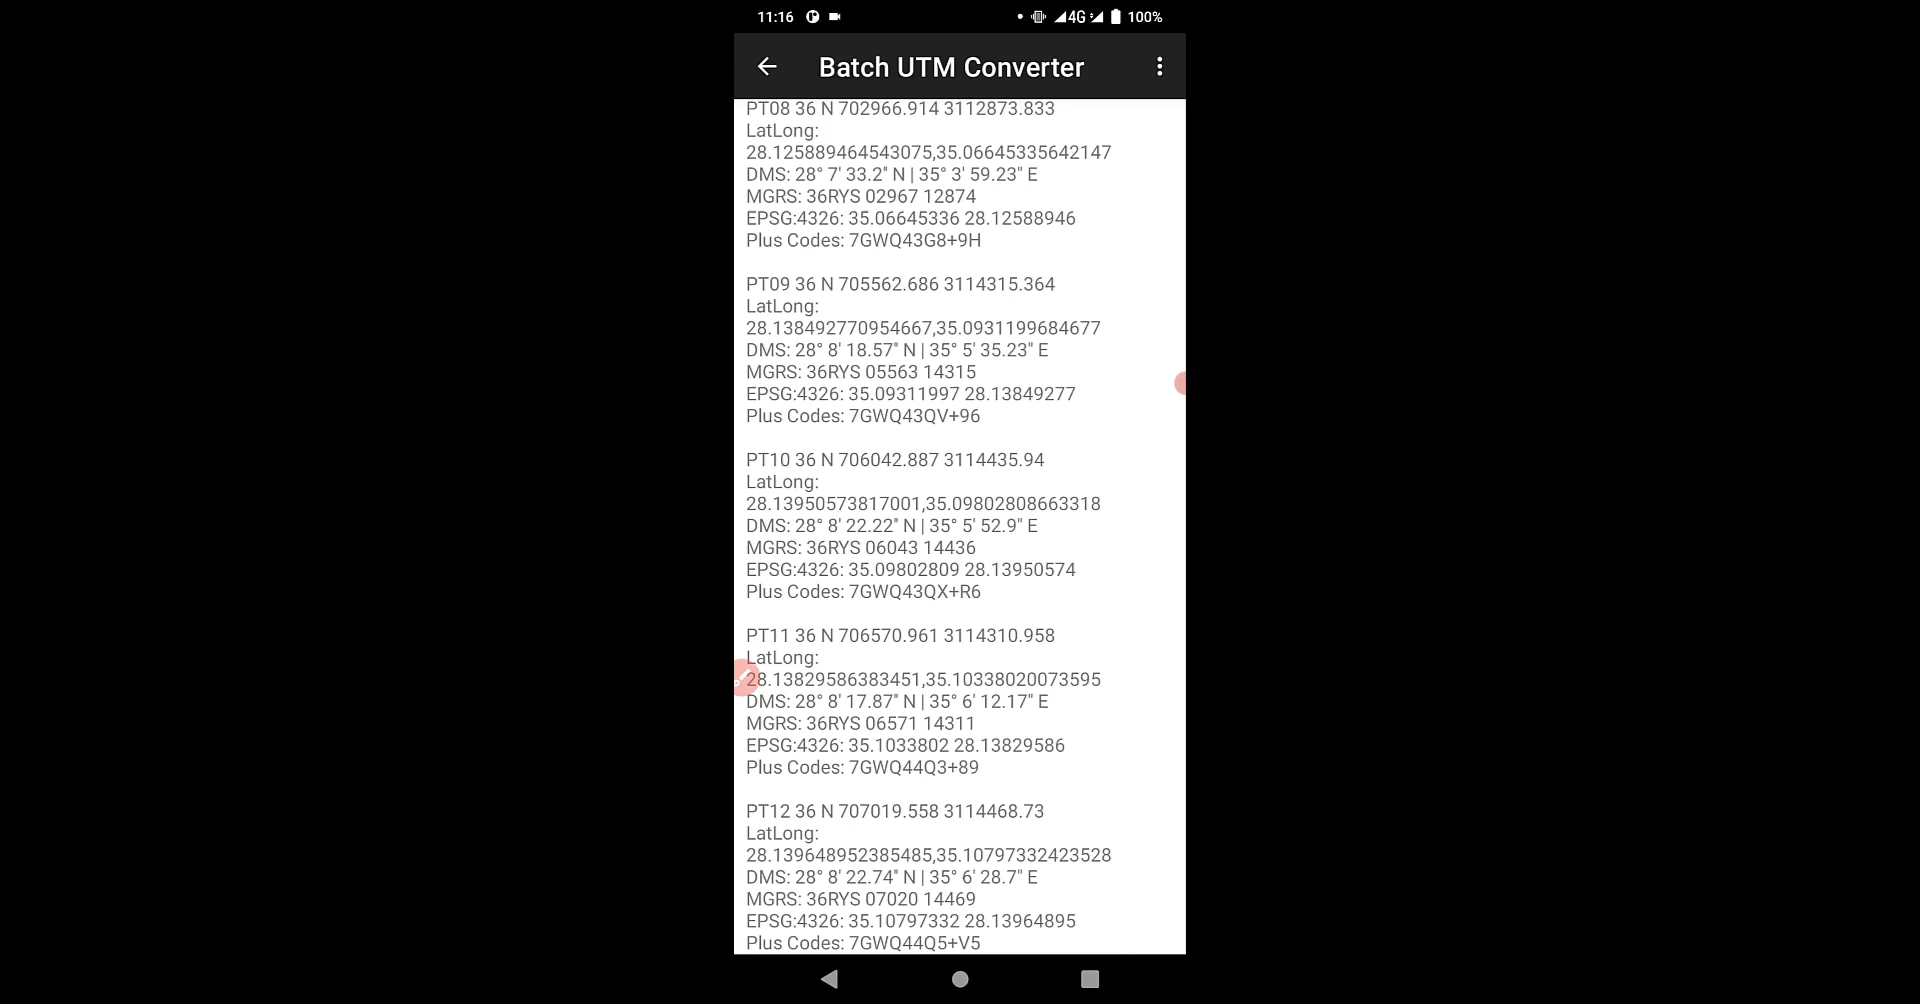 11:16 4G 100%
Batch UTM Converter
PT08 36 N 702966.914 3112873.833
LatLong:
28.125889464543075,35.06645335642147
DMS: 28° 7' 33.2" N | 35° 3' 59.23" E
MGRS: 36RYS 02967 12874
EPSG:4326: 35.06645336 28.12588946
Plus Codes: 7GWQ43G8+9H
PT09 36 N 705562.686 3114315.364
LatLong:
28.138492770954667,35.0931199684677
DMS: 28° 8' 18.57" N | 35° 5' 35.23" E
MGRS: 36RYS 05563 14315
EPSG:4326: 35.09311997 28.13849277
Plus Codes: 7GWQ43QV+96
PT10 36 N 706042.887 3114435.94
LatLong:
28.13950573817001,35.09802808663318
DMS: 28° 8' 22.22" N | 35° 5' 52.9" E
MGRS: 36RYS 06043 14436
EPSG:4326: 35.09802809 28.13950574
Plus Codes: 7GWQ43QX+R6
PT11 36 N 706570.961 3114310.958
LatLong:
28.13829586383451,35.10338020073595
DMS: 28° 8' 17.87" N | 35° 6' 12.17" E
MGRS: 36RYS 06571 14311
EPSG:4326: 35.1033802 28.13829586
Plus Codes: 7GWQ44Q3+89
PT12 36 N 707019.558 3114468.73
LatLong:
28.139648952385485,35.10797332423528
DMS: 28° 8' 22.74" N | 35° 6' 28.7" E
MGRS: 36RYS 07020 14469
EPSG:4326: 35.10797332 28.13964895
Plus Codes: 7GWQ44Q5+V5